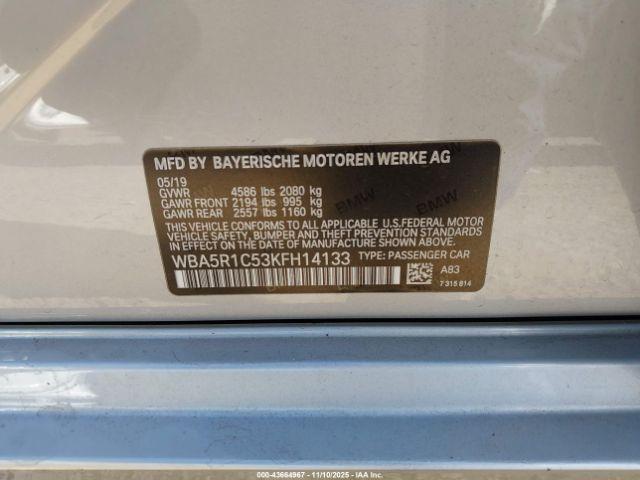 MFD BY BAYERISCHE MOTOREN WERKE AG
05/19
GVWR 4586 lbs 2080 kg
GAWR FRONT 2194 lbs 995 kg
GAWR REAR 2557 lbs 1160 kg
THIS VEHICLE CONFORMS TO ALL APPLICABLE U.S.FEDERAL MOTOR
VEHICLE SAFETY, BUMPER, AND THEFT PREVENTION STANDARDS
IN EFFECT ON THE DATE OF MANUFACTURE SHOWN ABOVE.
WBA5R1C53KFH14133 TYPE: PASSENGER CAR
A83
7 315 814
00-43664967 - 11/10/2025 - IAA Inc.